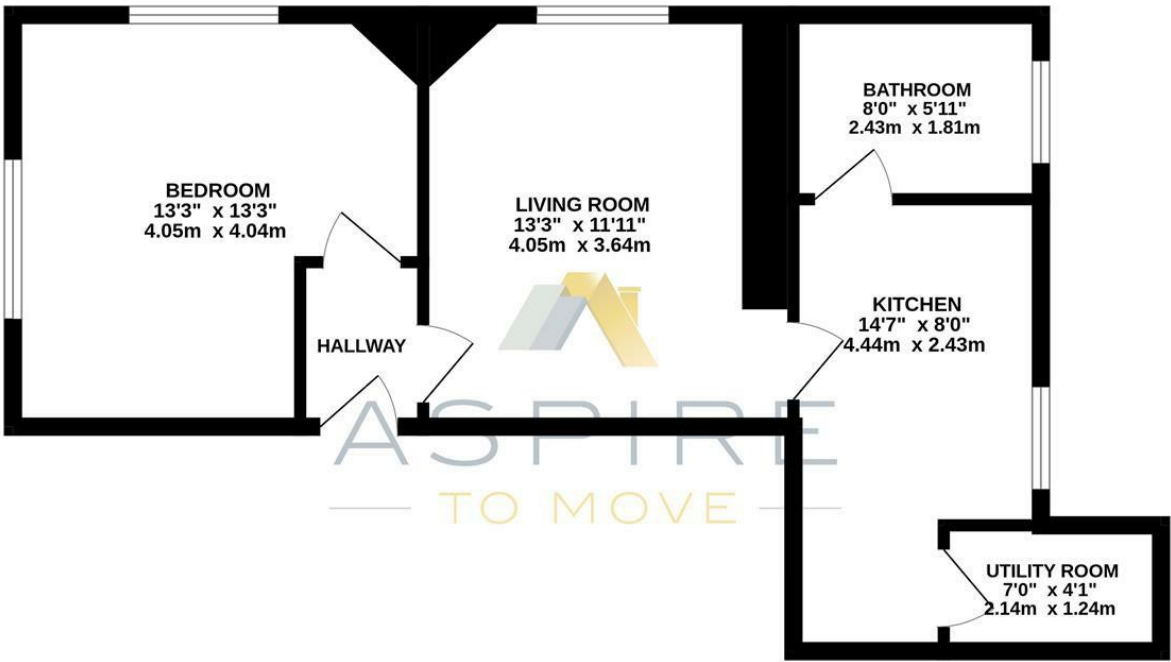 BEDROOM
13'3" x 13'3"
4.05m x 4.04m
LIVING ROOM
13'3" x 11'11"
4.05m x 3.64m
BATHROOM
8'0" x 5'11"
2.43m x 1.81m
KITCHEN
14'7" x 8'0"
4.44m x 2.43m
HALLWAY
UTILITY ROOM
7'0" x 4'1"
2.14m x 1.24m
ASPIRE
TO MOVE